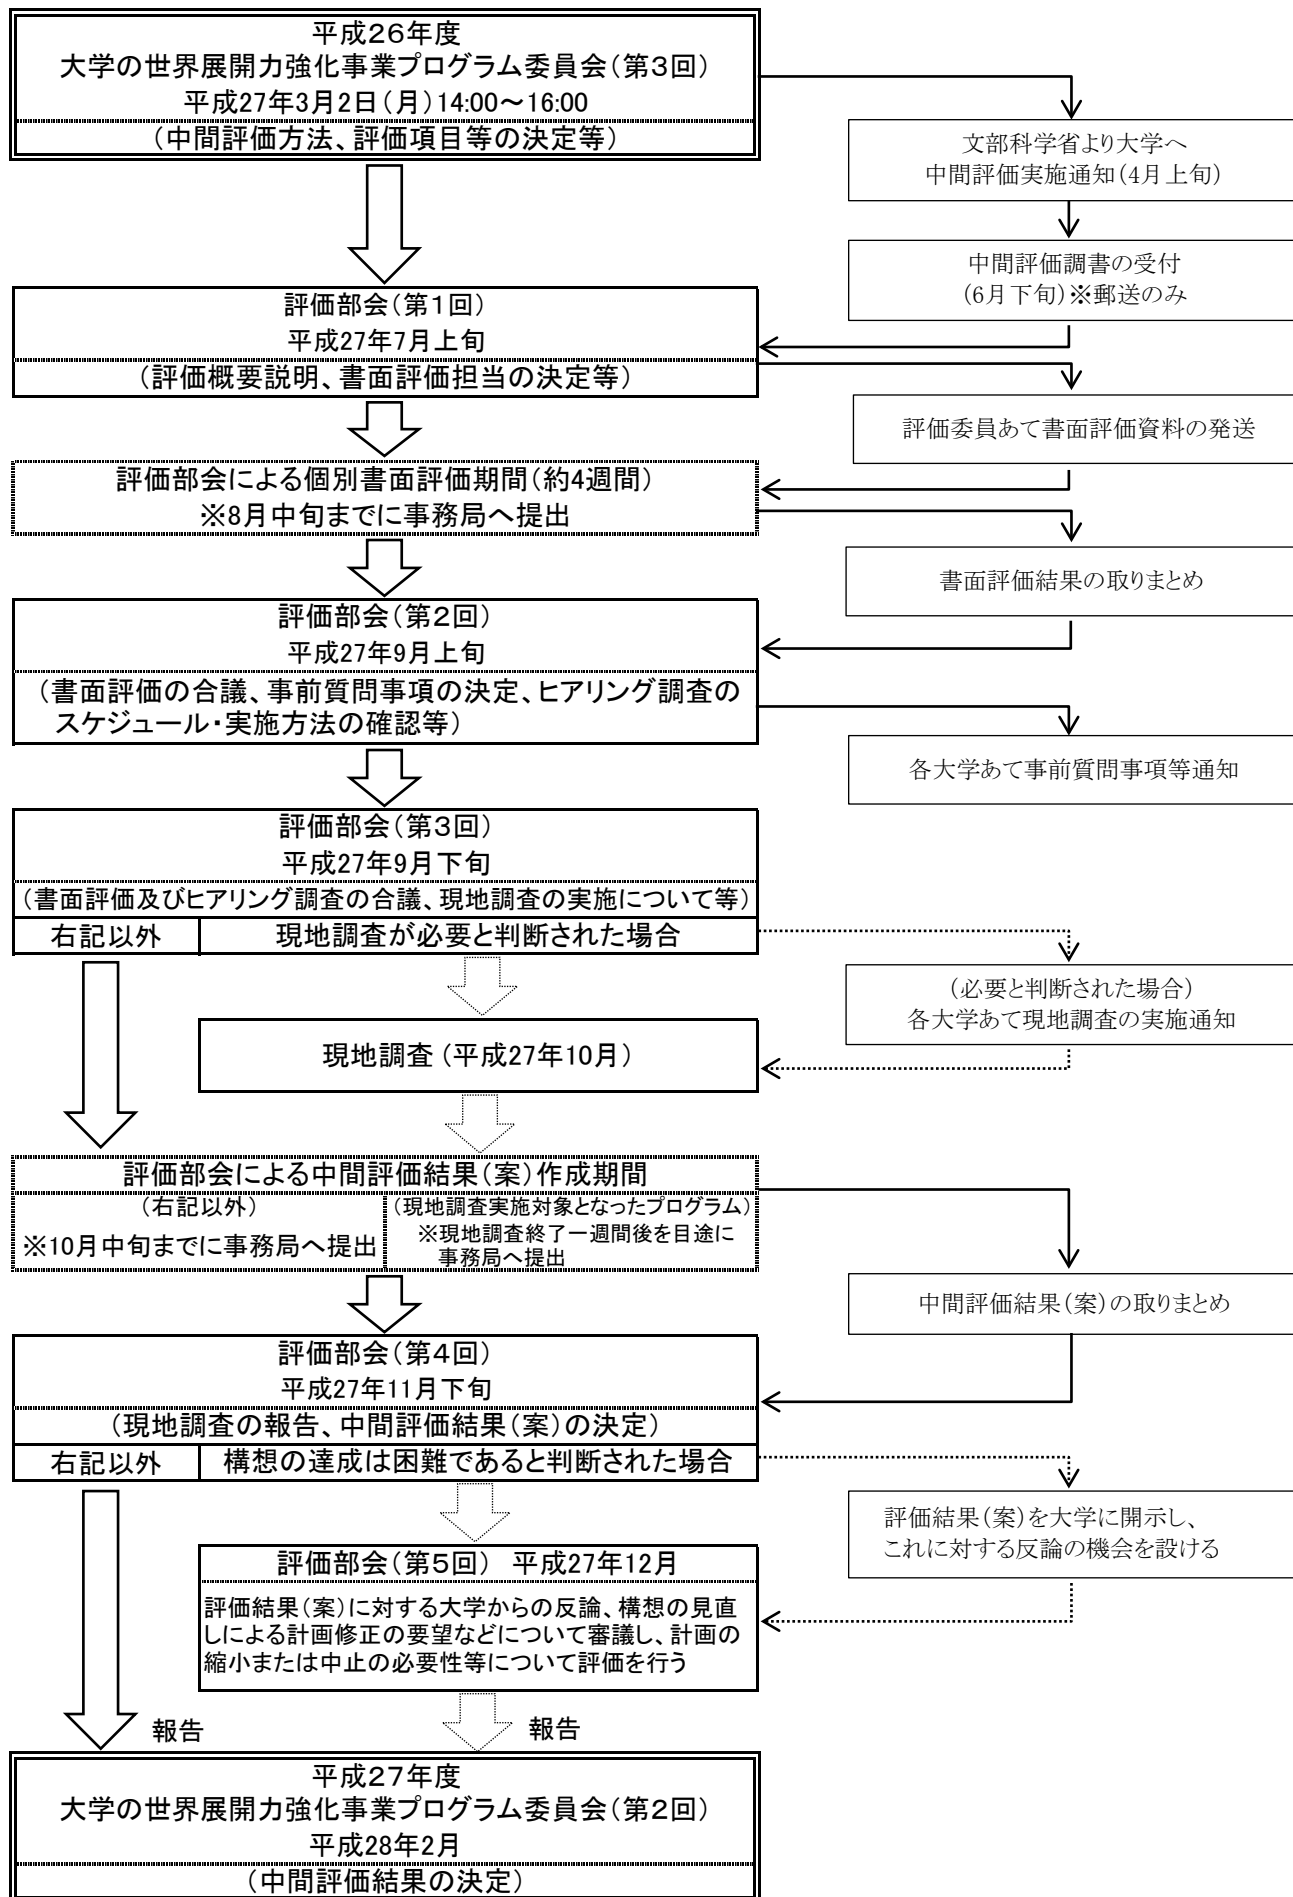 平成26年度
大学の世界展開力強化事業プログラム委員会（第3回）
平成27年3月2日（月）14:00～16:00
（中間評価方法、評価項目等の決定等）
文部科学省より大学へ
中間評価実施通知（4月上旬）
中間評価調書の受付
（6月下旬）※郵送のみ
評価部会（第1回）
平成27年7月上旬
（評価概要説明、書面評価担当の決定等）
評価委員あて書面評価資料の発送
評価部会による個別書面評価期間（約4週間）
※8月中旬までに事務局へ提出
書面評価結果の取りまとめ
評価部会（第2回）
平成27年9月上旬
（書面評価の合議、事前質問事項の決定、ヒアリング調査の
スケジュール・実施方法の確認等）
各大学あて事前質問事項等通知
評価部会（第3回）
平成27年9月下旬
（書面評価及びヒアリング調査の合議、現地調査の実施について等）
右記以外
現地調査が必要と判断された場合
（必要と判断された場合）
各大学あて現地調査の実施通知
現地調査（平成27年10月）
評価部会による中間評価結果（案）作成期間
（右記以外）
※10月中旬までに事務局へ提出
（現地調査実施対象となったプログラム）
※現地調査終了一週間後を目途に
事務局へ提出
中間評価結果（案）の取りまとめ
評価部会（第4回）
平成27年11月下旬
（現地調査の報告、中間評価結果（案）の決定）
右記以外
構想の達成は困難であると判断された場合
評価結果（案）を大学に開示し、
これに対する反論の機会を設ける
評価部会（第5回）　平成27年12月
評価結果（案）に対する大学からの反論、構想の見直
しによる計画修正の要望などについて審議し、計画の
縮小または中止の必要性等について評価を行う
報告
報告
平成27年度
大学の世界展開力強化事業プログラム委員会（第2回）
平成28年2月
（中間評価結果の決定）